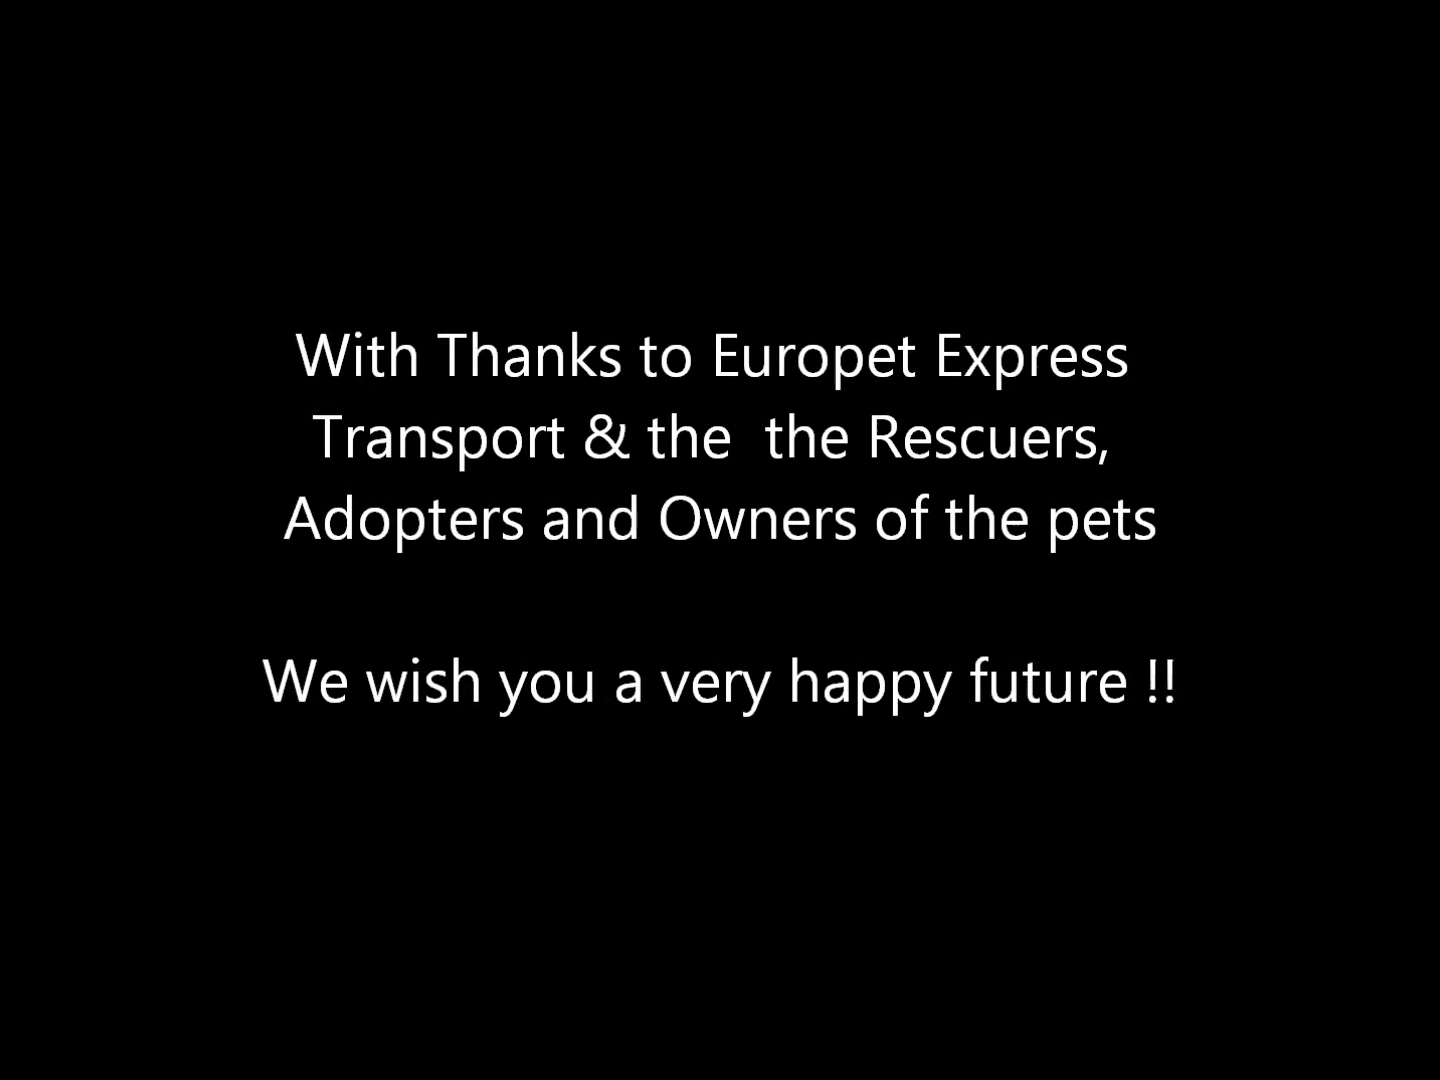 With Thanks to Europet Express
Transport & the  the Rescuers,
Adopters and Owners of the pets
We wish you a very happy future !!